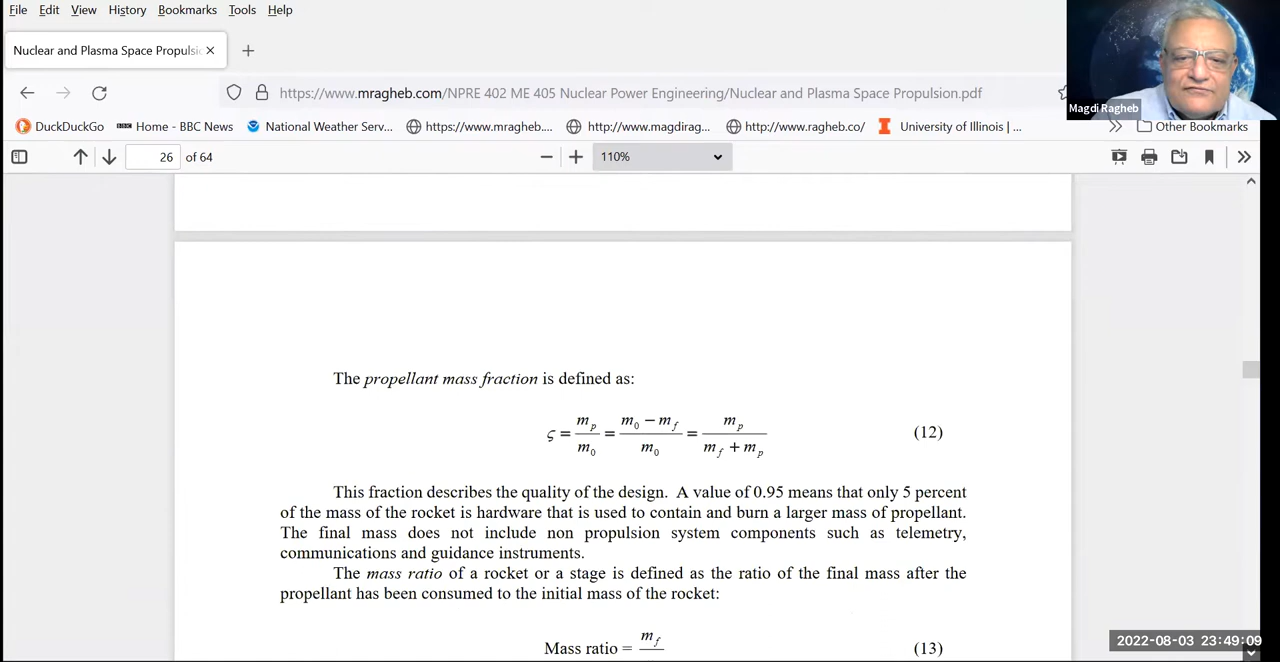 File Edit View History Bookmarks Tools Help
Nuclear and Plasma Space Propulsi
https://www.mragheb.com/NPRE 402 ME 405 Nuclear Power Engineering/Nuclear and Plasma Space Propulsion.pdf
Magdi Ragheb
DuckDuckGo Home - BBC News National Weather Serv... https://www.mragheb.... http://www.magdirag... http://www.ragheb.co/ University of Illinois | ... Other Bookmarks
26 of 64 110%
The propellant mass fraction is defined as:
ς = m_p / m_0 = (m_0 − m_f) / m_0 = m_p / (m_f + m_p) (12)
This fraction describes the quality of the design. A value of 0.95 means that only 5 percent
of the mass of the rocket is hardware that is used to contain and burn a larger mass of propellant.
The final mass does not include non propulsion system components such as telemetry,
communications and guidance instruments.
The mass ratio of a rocket or a stage is defined as the ratio of the final mass after the
propellant has been consumed to the initial mass of the rocket:
Mass ratio = m_f (13)
2022-08-03 23:49:09